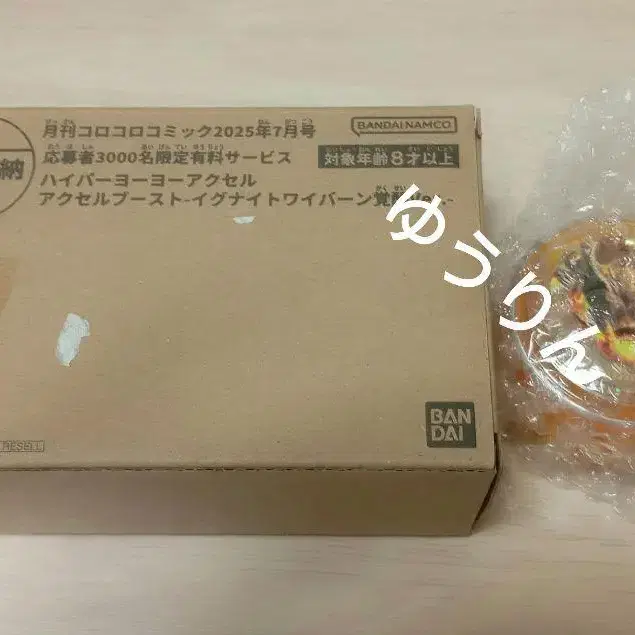 納
月刊コロコロコミック2025年7月号
応募者3000名限定有料サービス
ハイパーヨーヨーアクセル
アクセルブースト-イグナイトワイバーン覚醒
BANDAI NAMCO
対象年齢8才以上
ゆうりん
BAN
DAI
RESELL